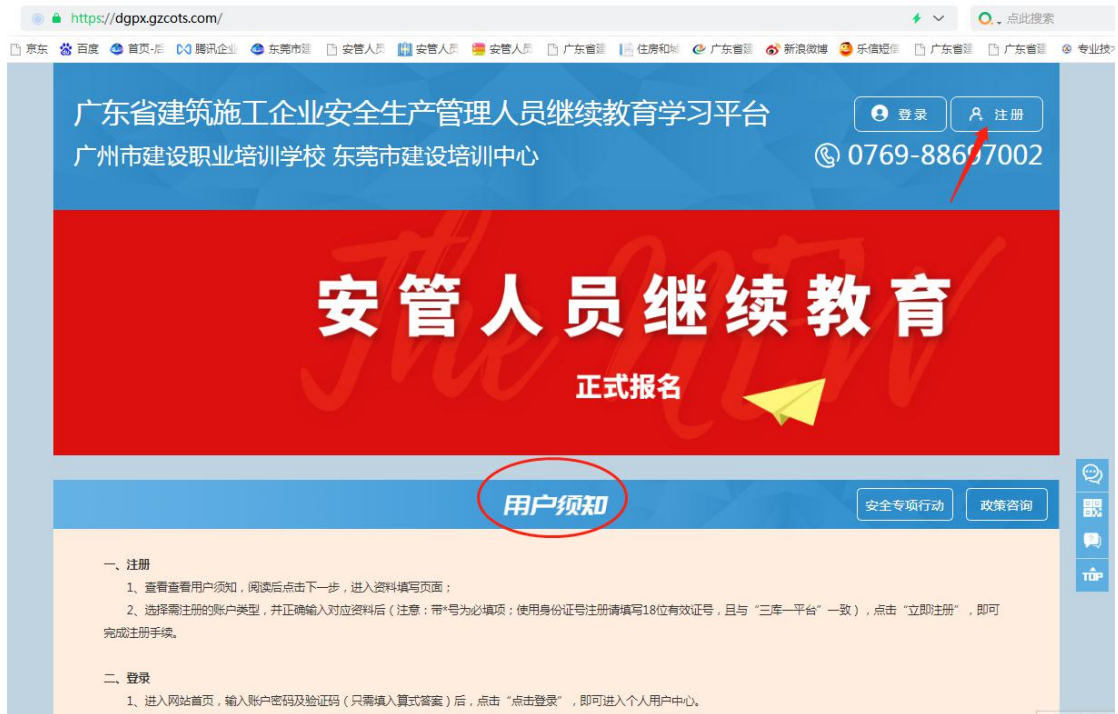 https://dgpx.gzcots.com/
点此搜索
京东 百度 首页-后 腾讯企业 东莞市建 安管人员 安管人员 安管人员 广东省建 住房和城 广东省建 新浪微博 乐信短信 广东省建 广东省建 专业技
广东省建筑施工企业安全生产管理人员继续教育学习平台
登录 注册
广州市建设职业培训学校 东莞市建设培训中心
0769-88697002
The NEW
安管人员继续教育
正式报名
用户须知
安全专项行动 政策咨询
一、注册
1、查看查看用户须知，阅读后点击下一步，进入资料填写页面；
2、选择需注册的账户类型，并正确输入对应资料后（注意：带*号为必填项；使用身份证号注册请填写18位有效证号，且与“三库一平台”一致），点击“立即注册”，即可
完成注册手续。
TOP
二、登录
1、进入网站首页，输入账户密码及验证码（只需填入算式答案）后，点击“点击登录”，即可进入个人用户中心。